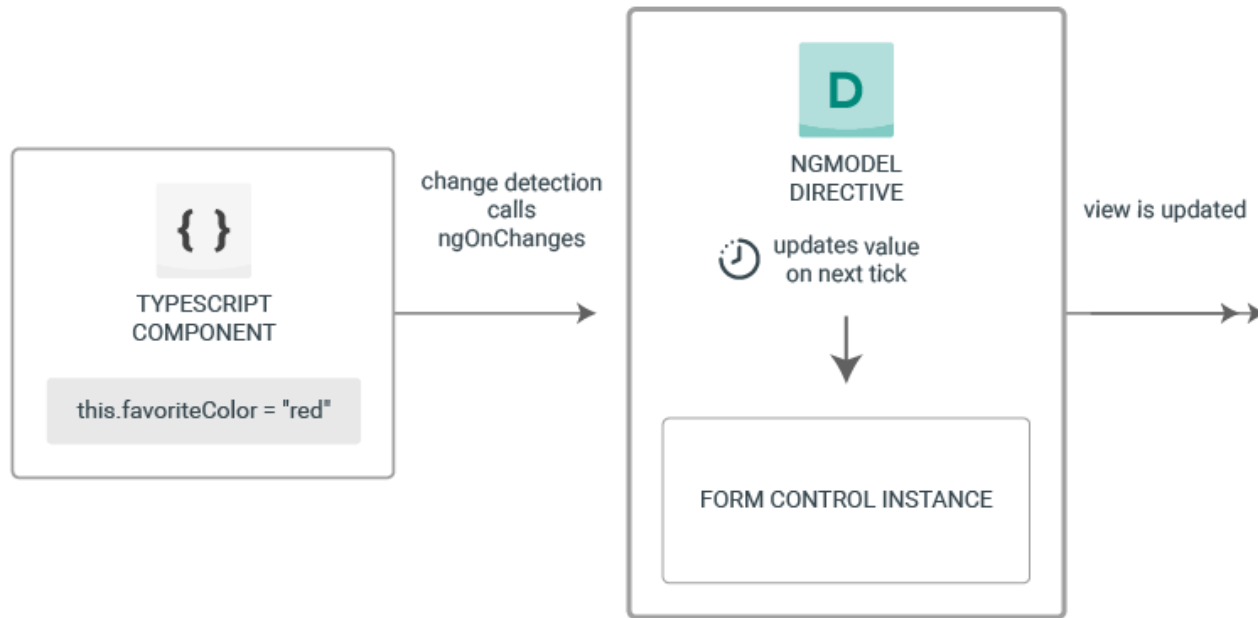 { }
TYPESCRIPT
COMPONENT
this.favoriteColor = "red"
change detection
calls
ngOnChanges
D
NGMODEL
DIRECTIVE
updates value
on next tick
FORM CONTROL INSTANCE
view is updated